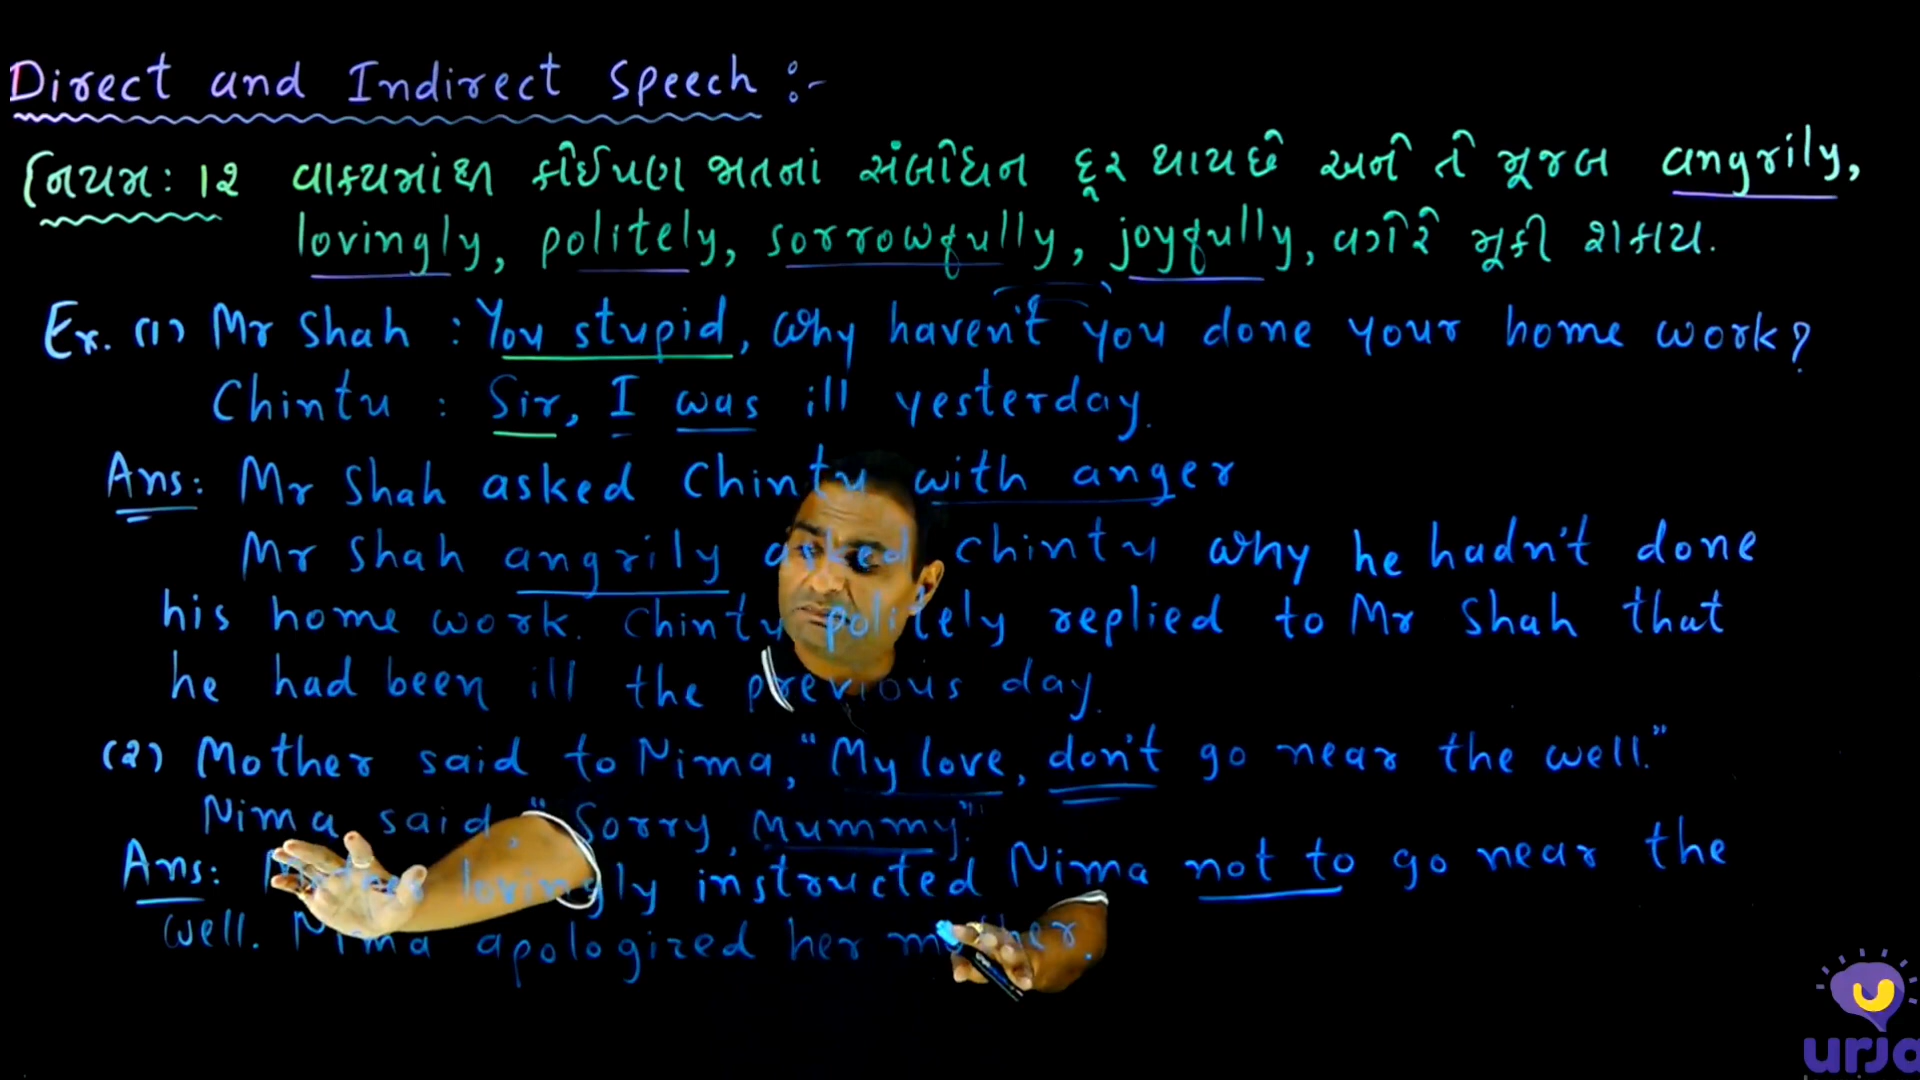 Direct and Indirect Speech :-
નિયમ: 12 વાક્યમાંથી કોઈપણ જાતનાં સંબોધન દૂર થાય છે અને તે મૂજબ angrily,
lovingly, politely, sorrowfully, joyfully, વગેરે મૂકી શકાય.
Ex. (1) Mr Shah : You stupid, why haven't you done your home work?
Chintu : Sir, I was ill yesterday.
Ans: Mr Shah asked Chintu with anger
Mr Shah angrily asked Chintu why he hadn't done
his home work. Chintu politely replied to Mr Shah that
he had been ill the previous day.
(2) Mother said to Nima, "My love, don't go near the well."
Nima said, "Sorry, Mummy."
Ans: Mother lovingly instructed Nima not to go near the
well. Nima apologized her mother.
urja